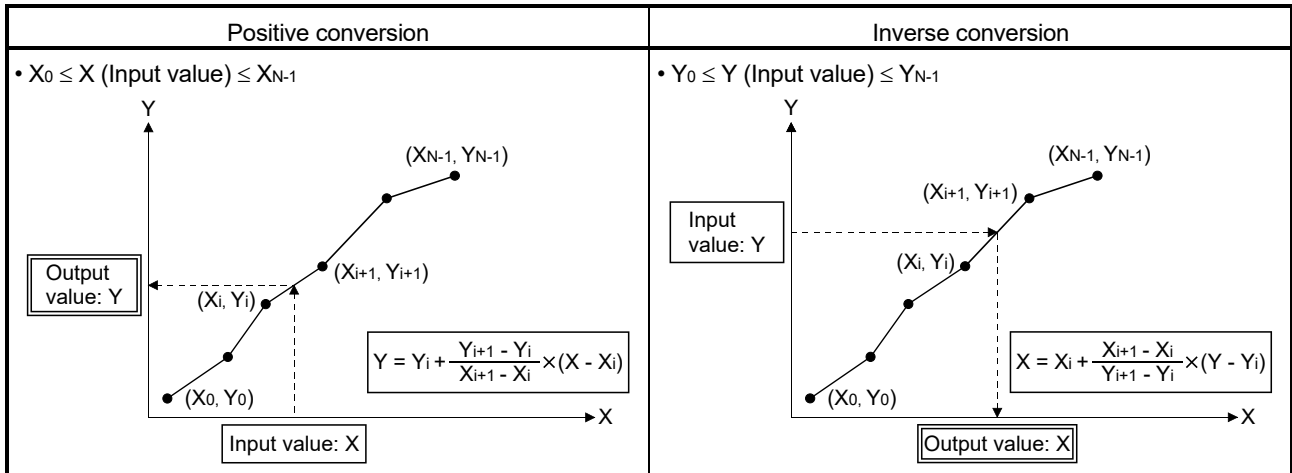 Positive conversion
• X0 ≤ X (Input value) ≤ XN-1
Y
(XN-1, YN-1)
(Xi+1, Yi+1)
Output
value: Y
(Xi, Yi)
Y = Yi + Yi+1 - Yi / Xi+1 - Xi ×(X - Xi)
(X0, Y0)
X
Input value: X
Inverse conversion
• Y0 ≤ Y (Input value) ≤ YN-1
Y
(XN-1, YN-1)
(Xi+1, Yi+1)
Input
value: Y
(Xi, Yi)
X = Xi + Xi+1 - Xi / Yi+1 - Yi ×(Y - Yi)
(X0, Y0)
X
Output value: X